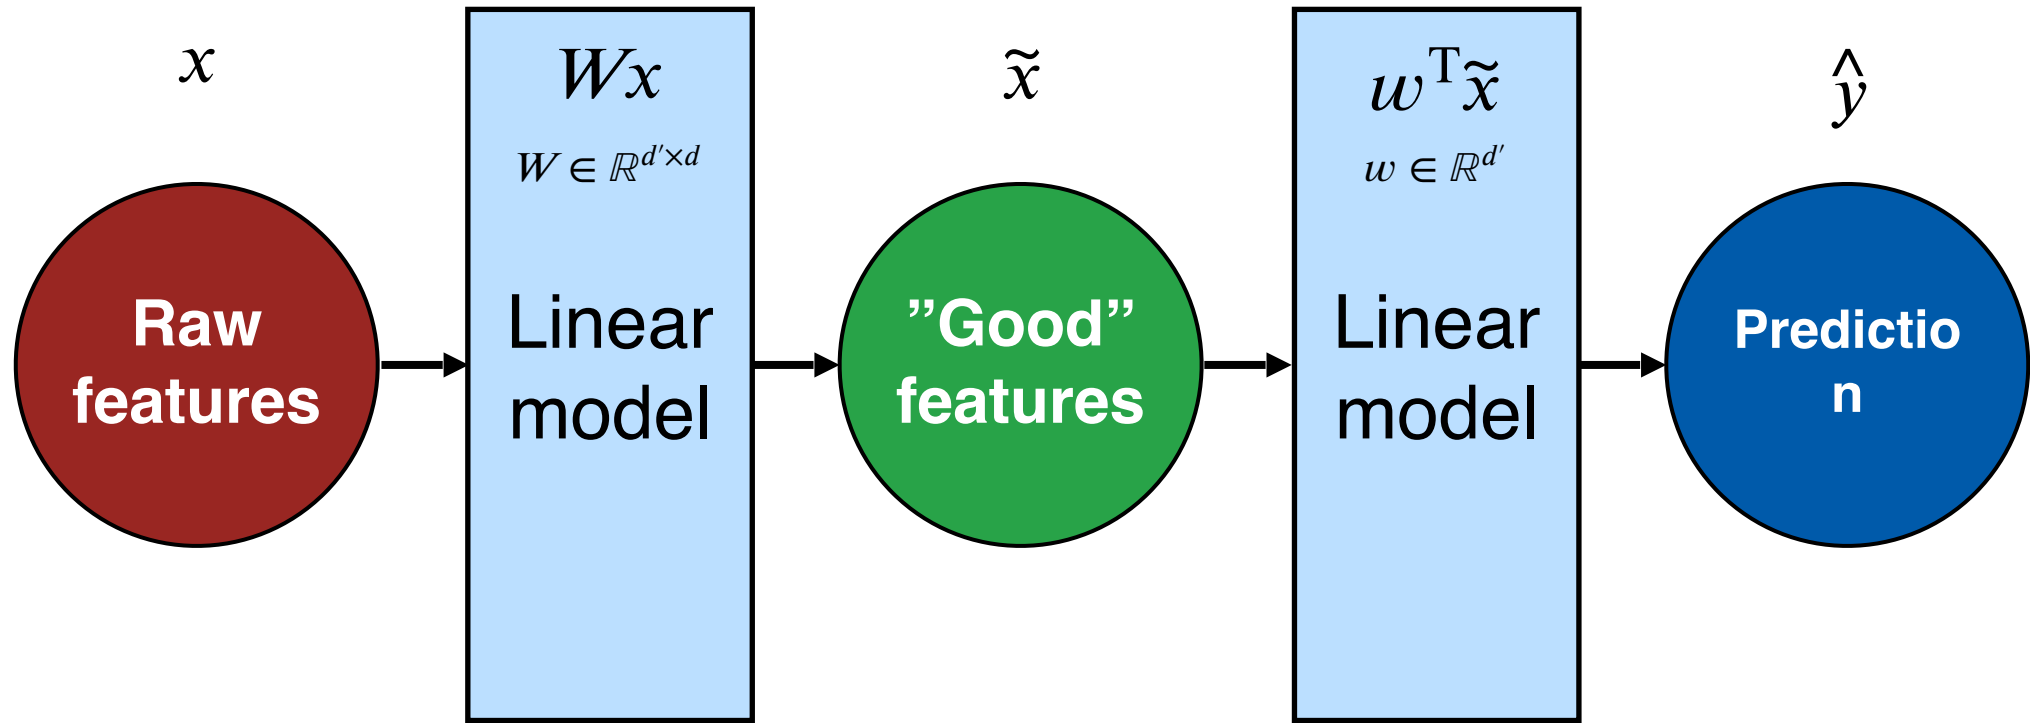 x
Wx
W ∈ ℝ^{d′×d}
x̃
w^T x̃
w ∈ ℝ^{d′}
ŷ
Raw
features
Linear
model
”Good”
features
Linear
model
Predictio
n